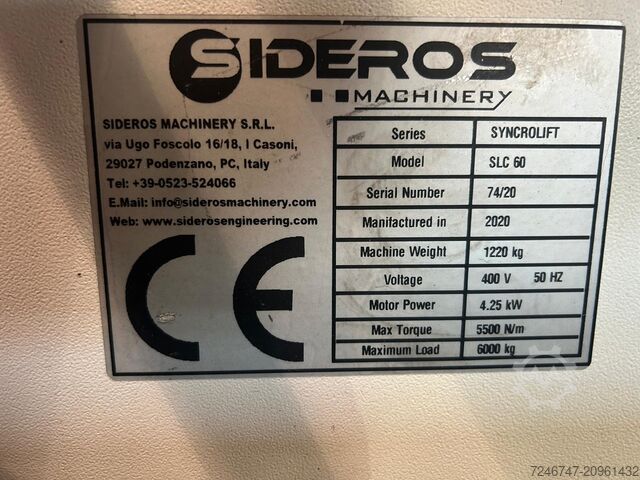 SIDEROS
MACHINERY
SIDEROS MACHINERY S.R.L.
via Ugo Foscolo 16/18, I Casoni,
29027 Podenzano, PC, Italy
Tel: +39-0523-524066
E.Mail: info@siderosmachinery.com
Web: www.siderosengineering.com
CE
Series SYNCROLIFT
Model SLC 60
Serial Number 74/20
Manifactured in 2020
Machine Weight 1220 kg
Voltage 400 V 50 HZ
Motor Power 4.25 kW
Max Torque 5500 N/m
Maximum Load 6000 kg
7246747-20961432